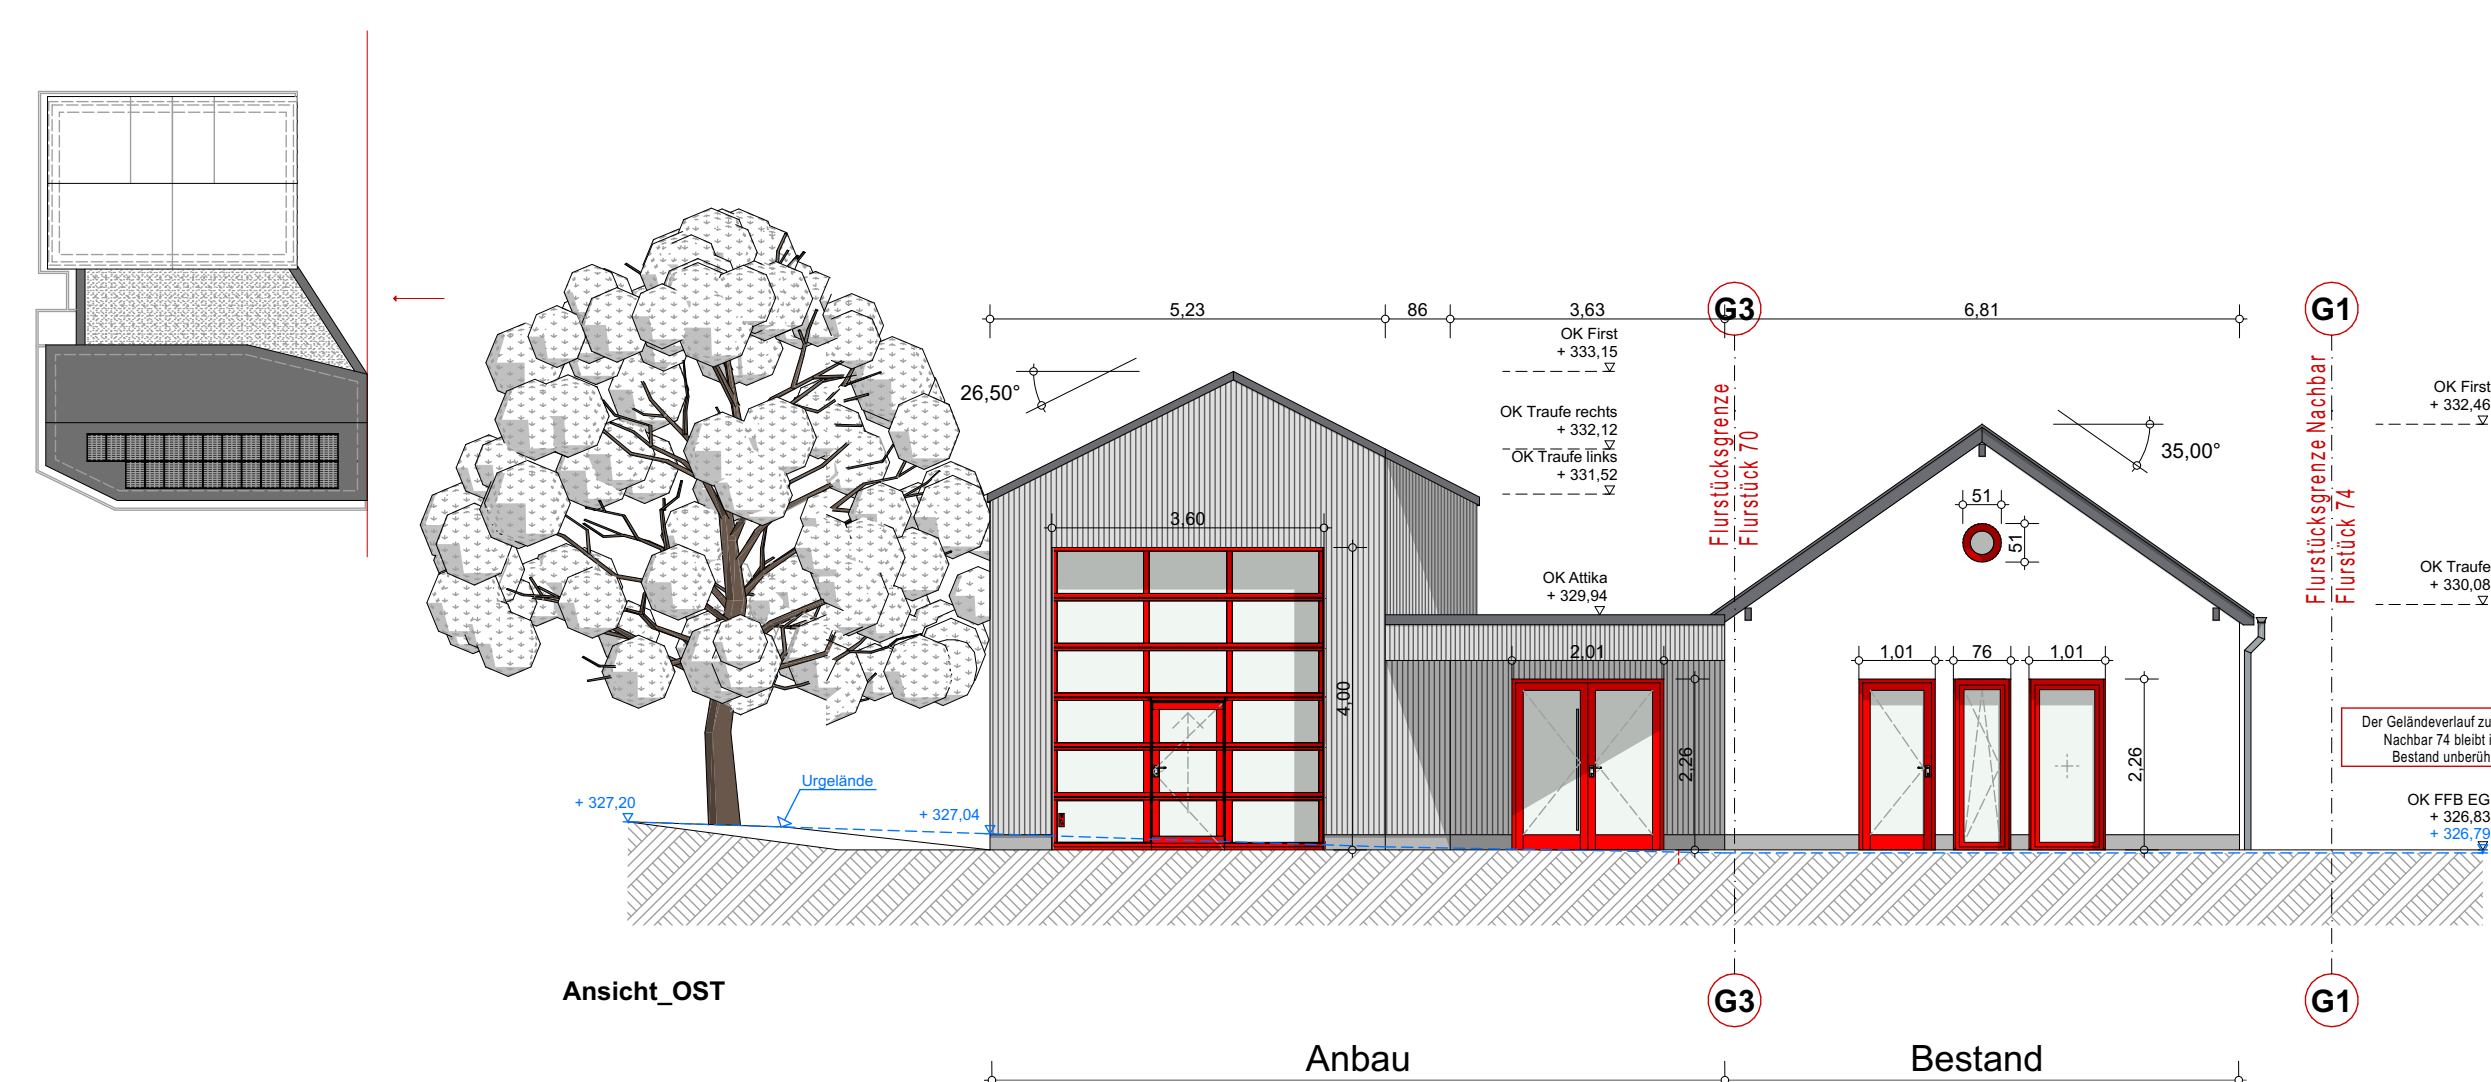 G3
G1
5,23
86
3,63
6,81
OK First
+ 333,15
26,50°
OK Traufe rechts
+ 332,12
OK Traufe links
+ 331,52
Flurstücksgrenze
Flurstück 70
Flurstücksgrenze Nachbar
Flurstück 74
OK First
+ 332,46
35,00°
51
51
3,60
4,00
OK Attika
+ 329,94
OK Traufe
+ 330,08
2,01
2,26
1,01
76
1,01
2,26
Der Geländeverlauf zu
Nachbar 74 bleibt i
Bestand unberüh
Urgelände
+ 327,20
+ 327,04
OK FFB EG
+ 326,83
+ 326,79
Ansicht_OST
G3
G1
Anbau
Bestand